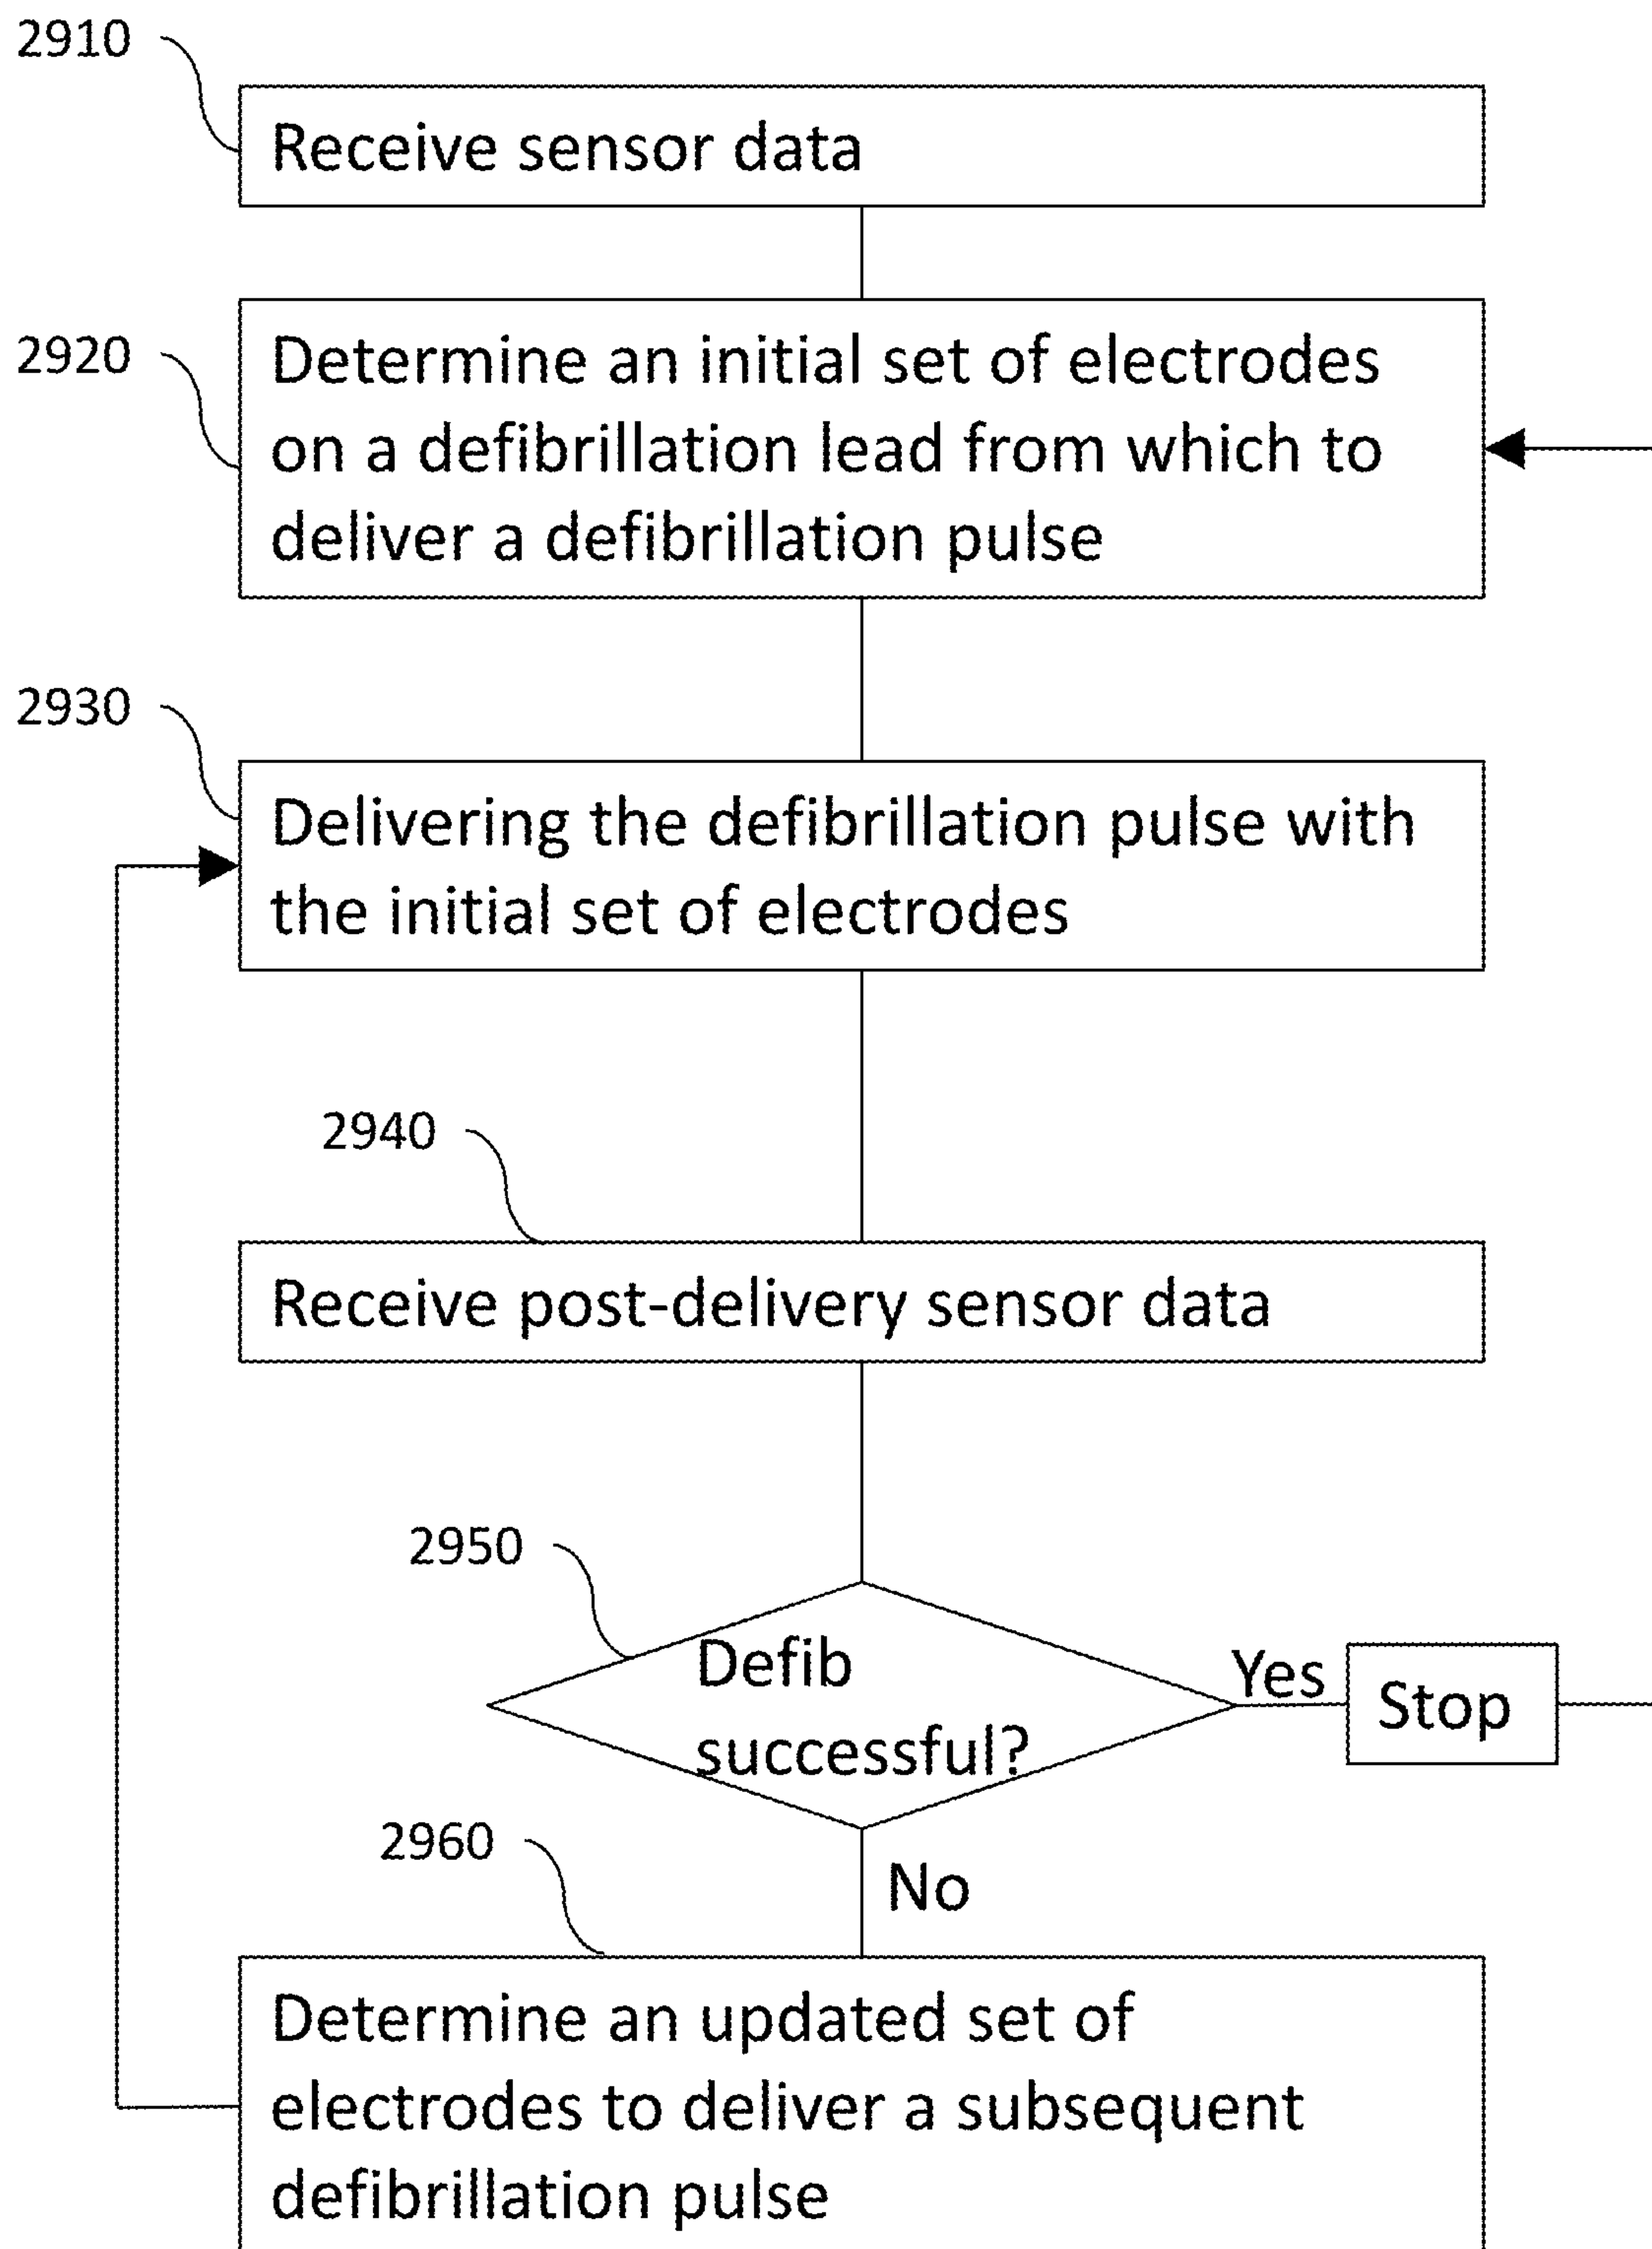 2910
Receive sensor data
2920
Determine an initial set of electrodes
on a defibrillation lead from which to
deliver a defibrillation pulse
2930
Delivering the defibrillation pulse with
the initial set of electrodes
2940
Receive post-delivery sensor data
2950
Defib
successful?
Yes
Stop
2960
No
Determine an updated set of
electrodes to deliver a subsequent
defibrillation pulse